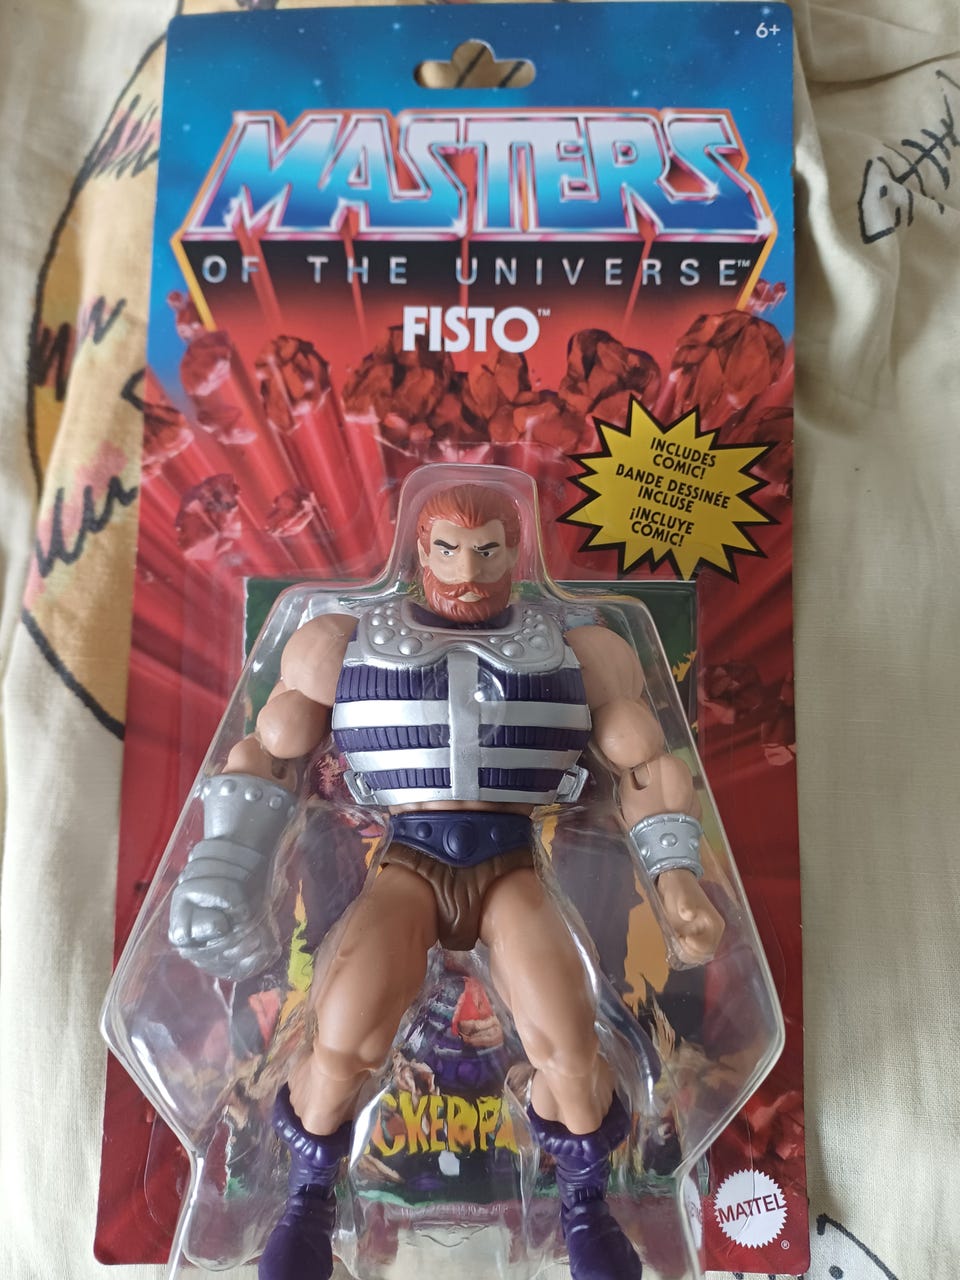 6+
MASTERS
OF THE UNIVERSE™
FISTO™
INCLUDES
COMIC!
BANDE DESSINÉE
INCLUSE
¡INCLUYE
CÓMIC!
MATTEL
®